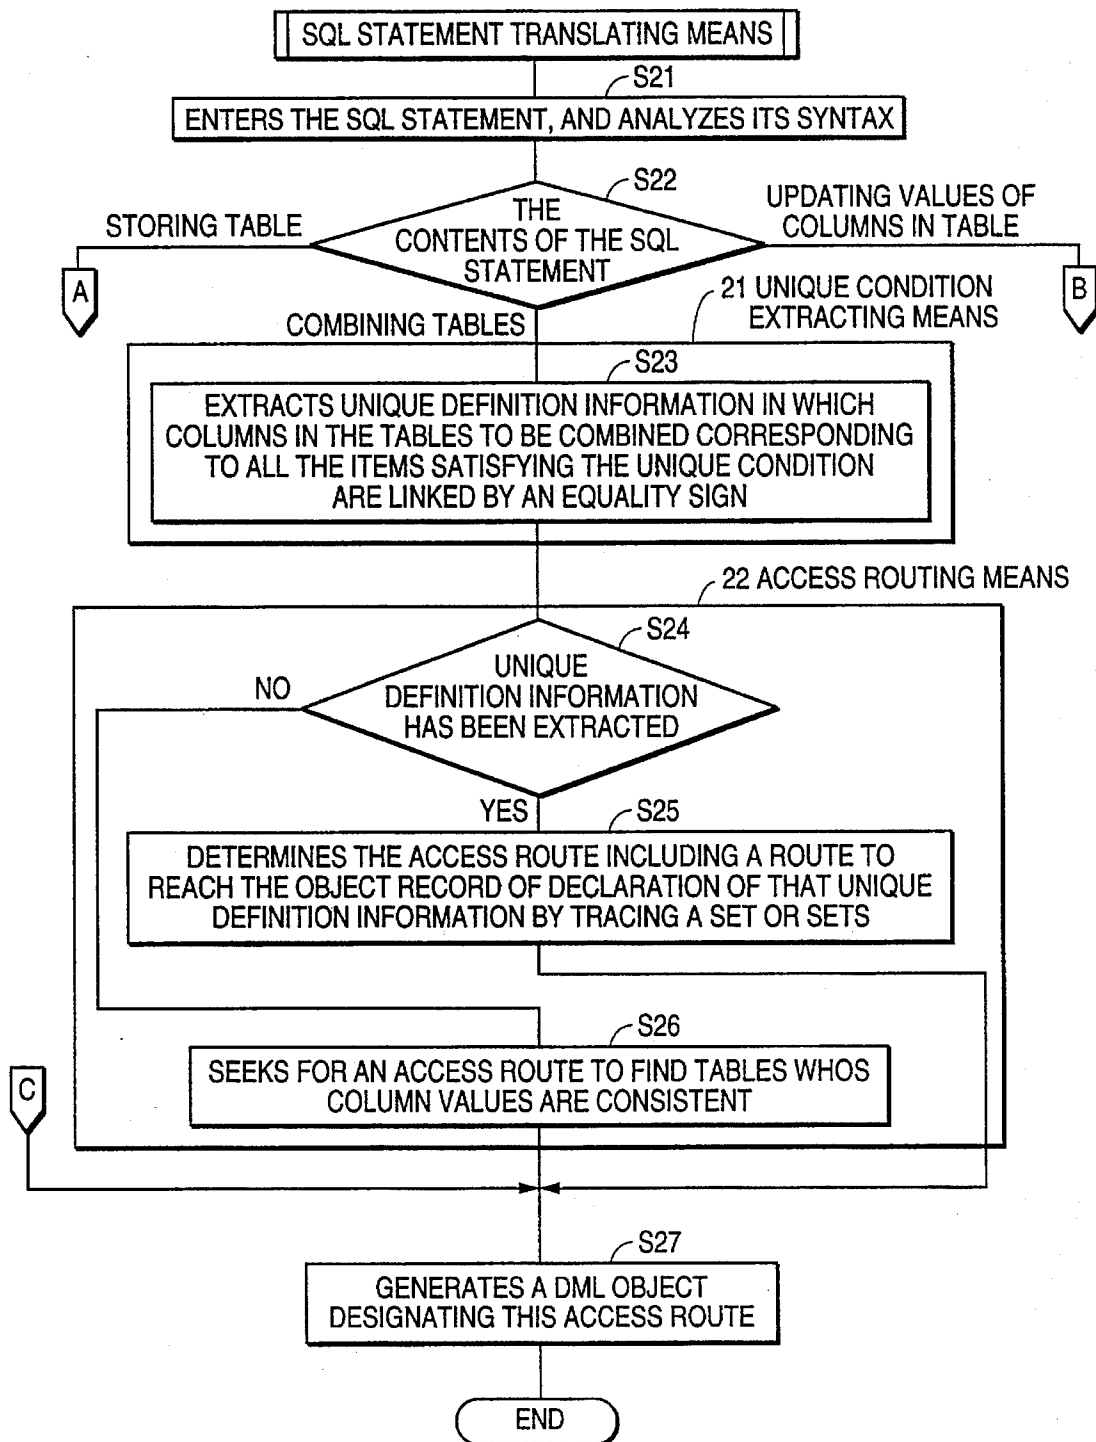 SQL STATEMENT TRANSLATING MEANS
S21
ENTERS THE SQL STATEMENT, AND ANALYZES ITS SYNTAX
S22
THE
CONTENTS OF THE SQL
STATEMENT
STORING TABLE
UPDATING VALUES OF
COLUMNS IN TABLE
A
B
COMBINING TABLES
21 UNIQUE CONDITION
EXTRACTING MEANS
S23
EXTRACTS UNIQUE DEFINITION INFORMATION IN WHICH
COLUMNS IN THE TABLES TO BE COMBINED CORRESPONDING
TO ALL THE ITEMS SATISFYING THE UNIQUE CONDITION
ARE LINKED BY AN EQUALITY SIGN
22 ACCESS ROUTING MEANS
S24
UNIQUE
DEFINITION INFORMATION
HAS BEEN EXTRACTED
NO
YES
S25
DETERMINES THE ACCESS ROUTE INCLUDING A ROUTE TO
REACH THE OBJECT RECORD OF DECLARATION OF THAT UNIQUE
DEFINITION INFORMATION BY TRACING A SET OR SETS
S26
SEEKS FOR AN ACCESS ROUTE TO FIND TABLES WHOS
COLUMN VALUES ARE CONSISTENT
C
S27
GENERATES A DML OBJECT
DESIGNATING THIS ACCESS ROUTE
END